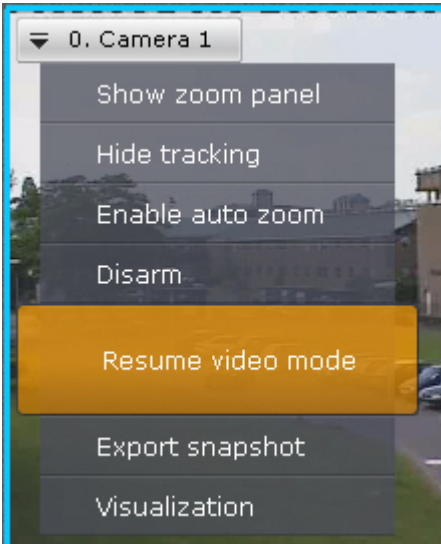 0. Camera 1
Show zoom panel
Hide tracking
Enable auto zoom
Disarm
Resume video mode
Export snapshot
Visualization